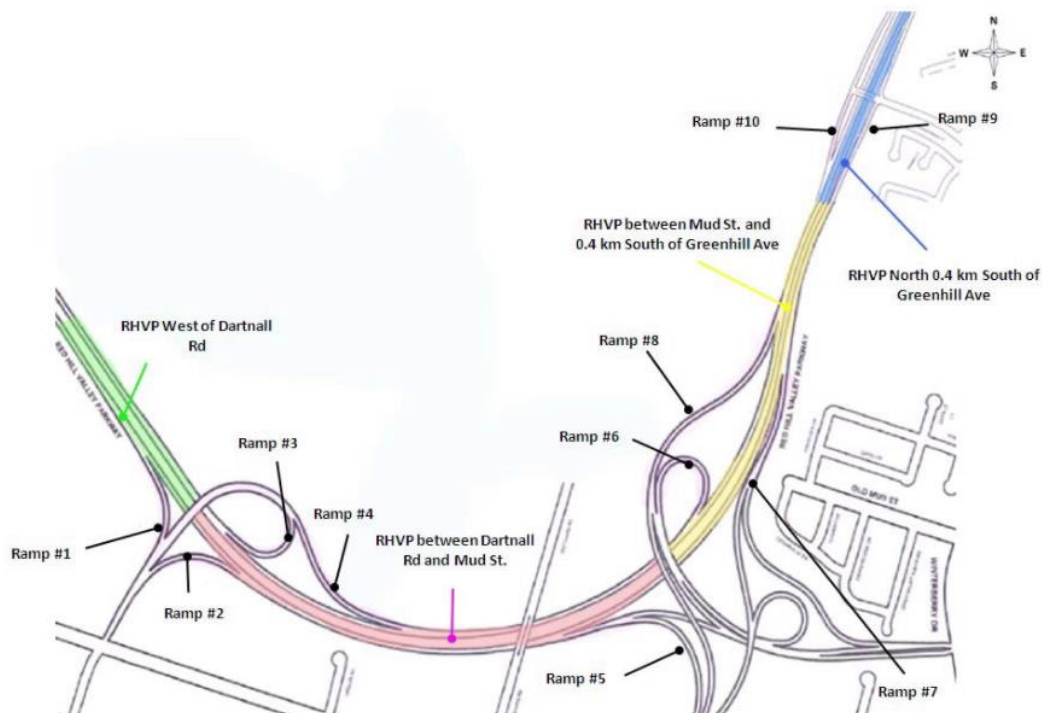 N
W E
S
Ramp #10
Ramp #9
RHVP between Mud St. and
0.4 km South of Greenhill Ave
RHVP North 0.4 km South of
Greenhill Ave
RHVP West of Dartnall
Rd
RED HILL VALLEY PARKWAY
Ramp #8
RED HILL VALLEY PARKWAY
Ramp #3
Ramp #6
Ramp #4
OLD MUD ST
RHVP between Dartnall
Rd and Mud St.
Ramp #1
WINTERBERRY DR
Ramp #2
Ramp #5
Ramp #7